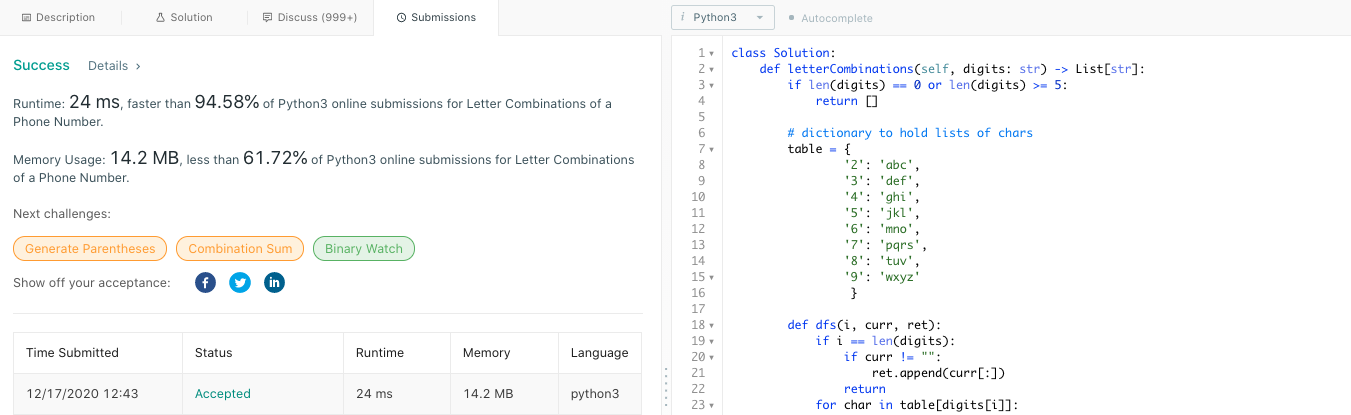 Description
Solution
Discuss (999+)
Submissions
Success Details >
Runtime: 24 ms, faster than 94.58% of Python3 online submissions for Letter Combinations of a
Phone Number.
Memory Usage: 14.2 MB, less than 61.72% of Python3 online submissions for Letter Combinations
of a Phone Number.
Next challenges:
Generate Parentheses
Combination Sum
Binary Watch
Show off your acceptance:
Time Submitted Status Runtime Memory Language
12/17/2020 12:43 Accepted 24 ms 14.2 MB python3
i Python3
Autocomplete
1 class Solution:
2     def letterCombinations(self, digits: str) -> List[str]:
3         if len(digits) == 0 or len(digits) >= 5:
4             return []
5
6         # dictionary to hold lists of chars
7         table = {
8                 '2': 'abc',
9                 '3': 'def',
10                 '4': 'ghi',
11                 '5': 'jkl',
12                 '6': 'mno',
13                 '7': 'pqrs',
14                 '8': 'tuv',
15                 '9': 'wxyz'
16                  }
17
18         def dfs(i, curr, ret):
19             if i == len(digits):
20                 if curr != "":
21                     ret.append(curr[:])
22                 return
23             for char in table[digits[i]]: